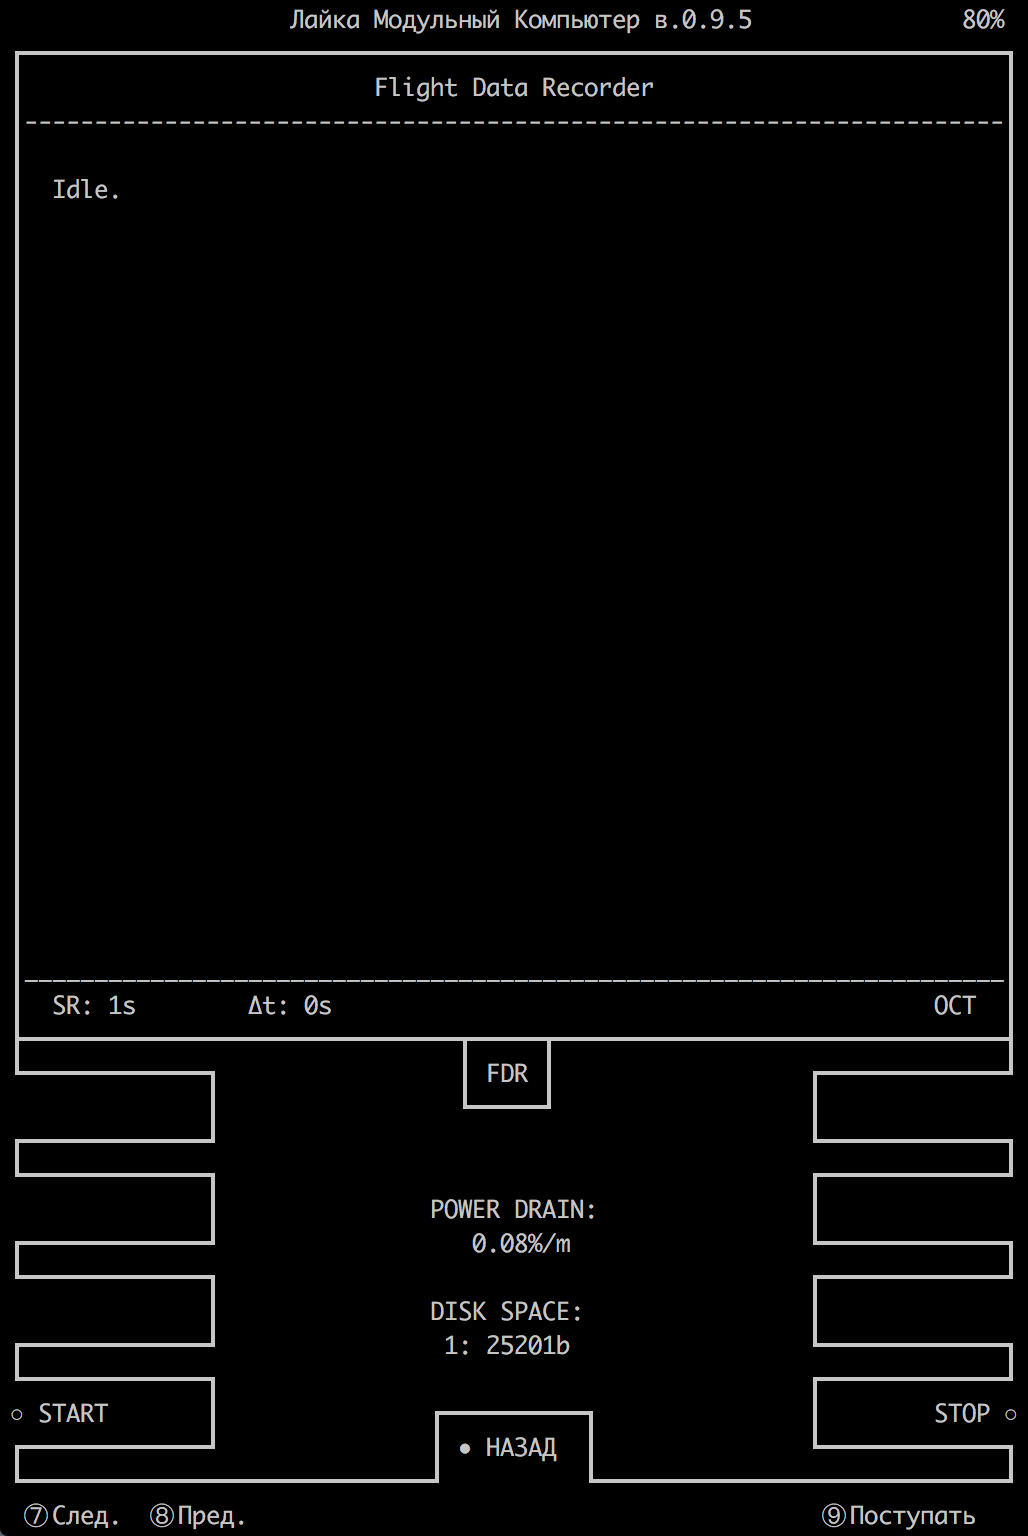 Лайка Модульный Компьютер в.0.9.5 80%
Flight Data Recorder
Idle.
SR: 1s Δt: 0s ОСТ
FDR
POWER DRAIN:
0.08%/m
DISK SPACE:
1: 25201b
○ START STOP ○
● НАЗАД
⑦След. ⑧Пред. ⑨Поступать